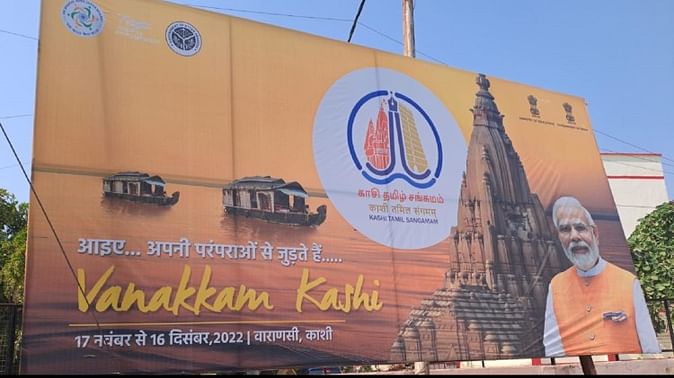 காசி தமிழ் சங்கமம்
काशी तमिल संगमम्
KASHI TAMIL SANGAMAM
आइए... अपनी परंपराओं से जुड़ते हैं.....
Vanakkam Kashi
17 नवंबर से 16 दिसंबर,2022 | वाराणसी, काशी